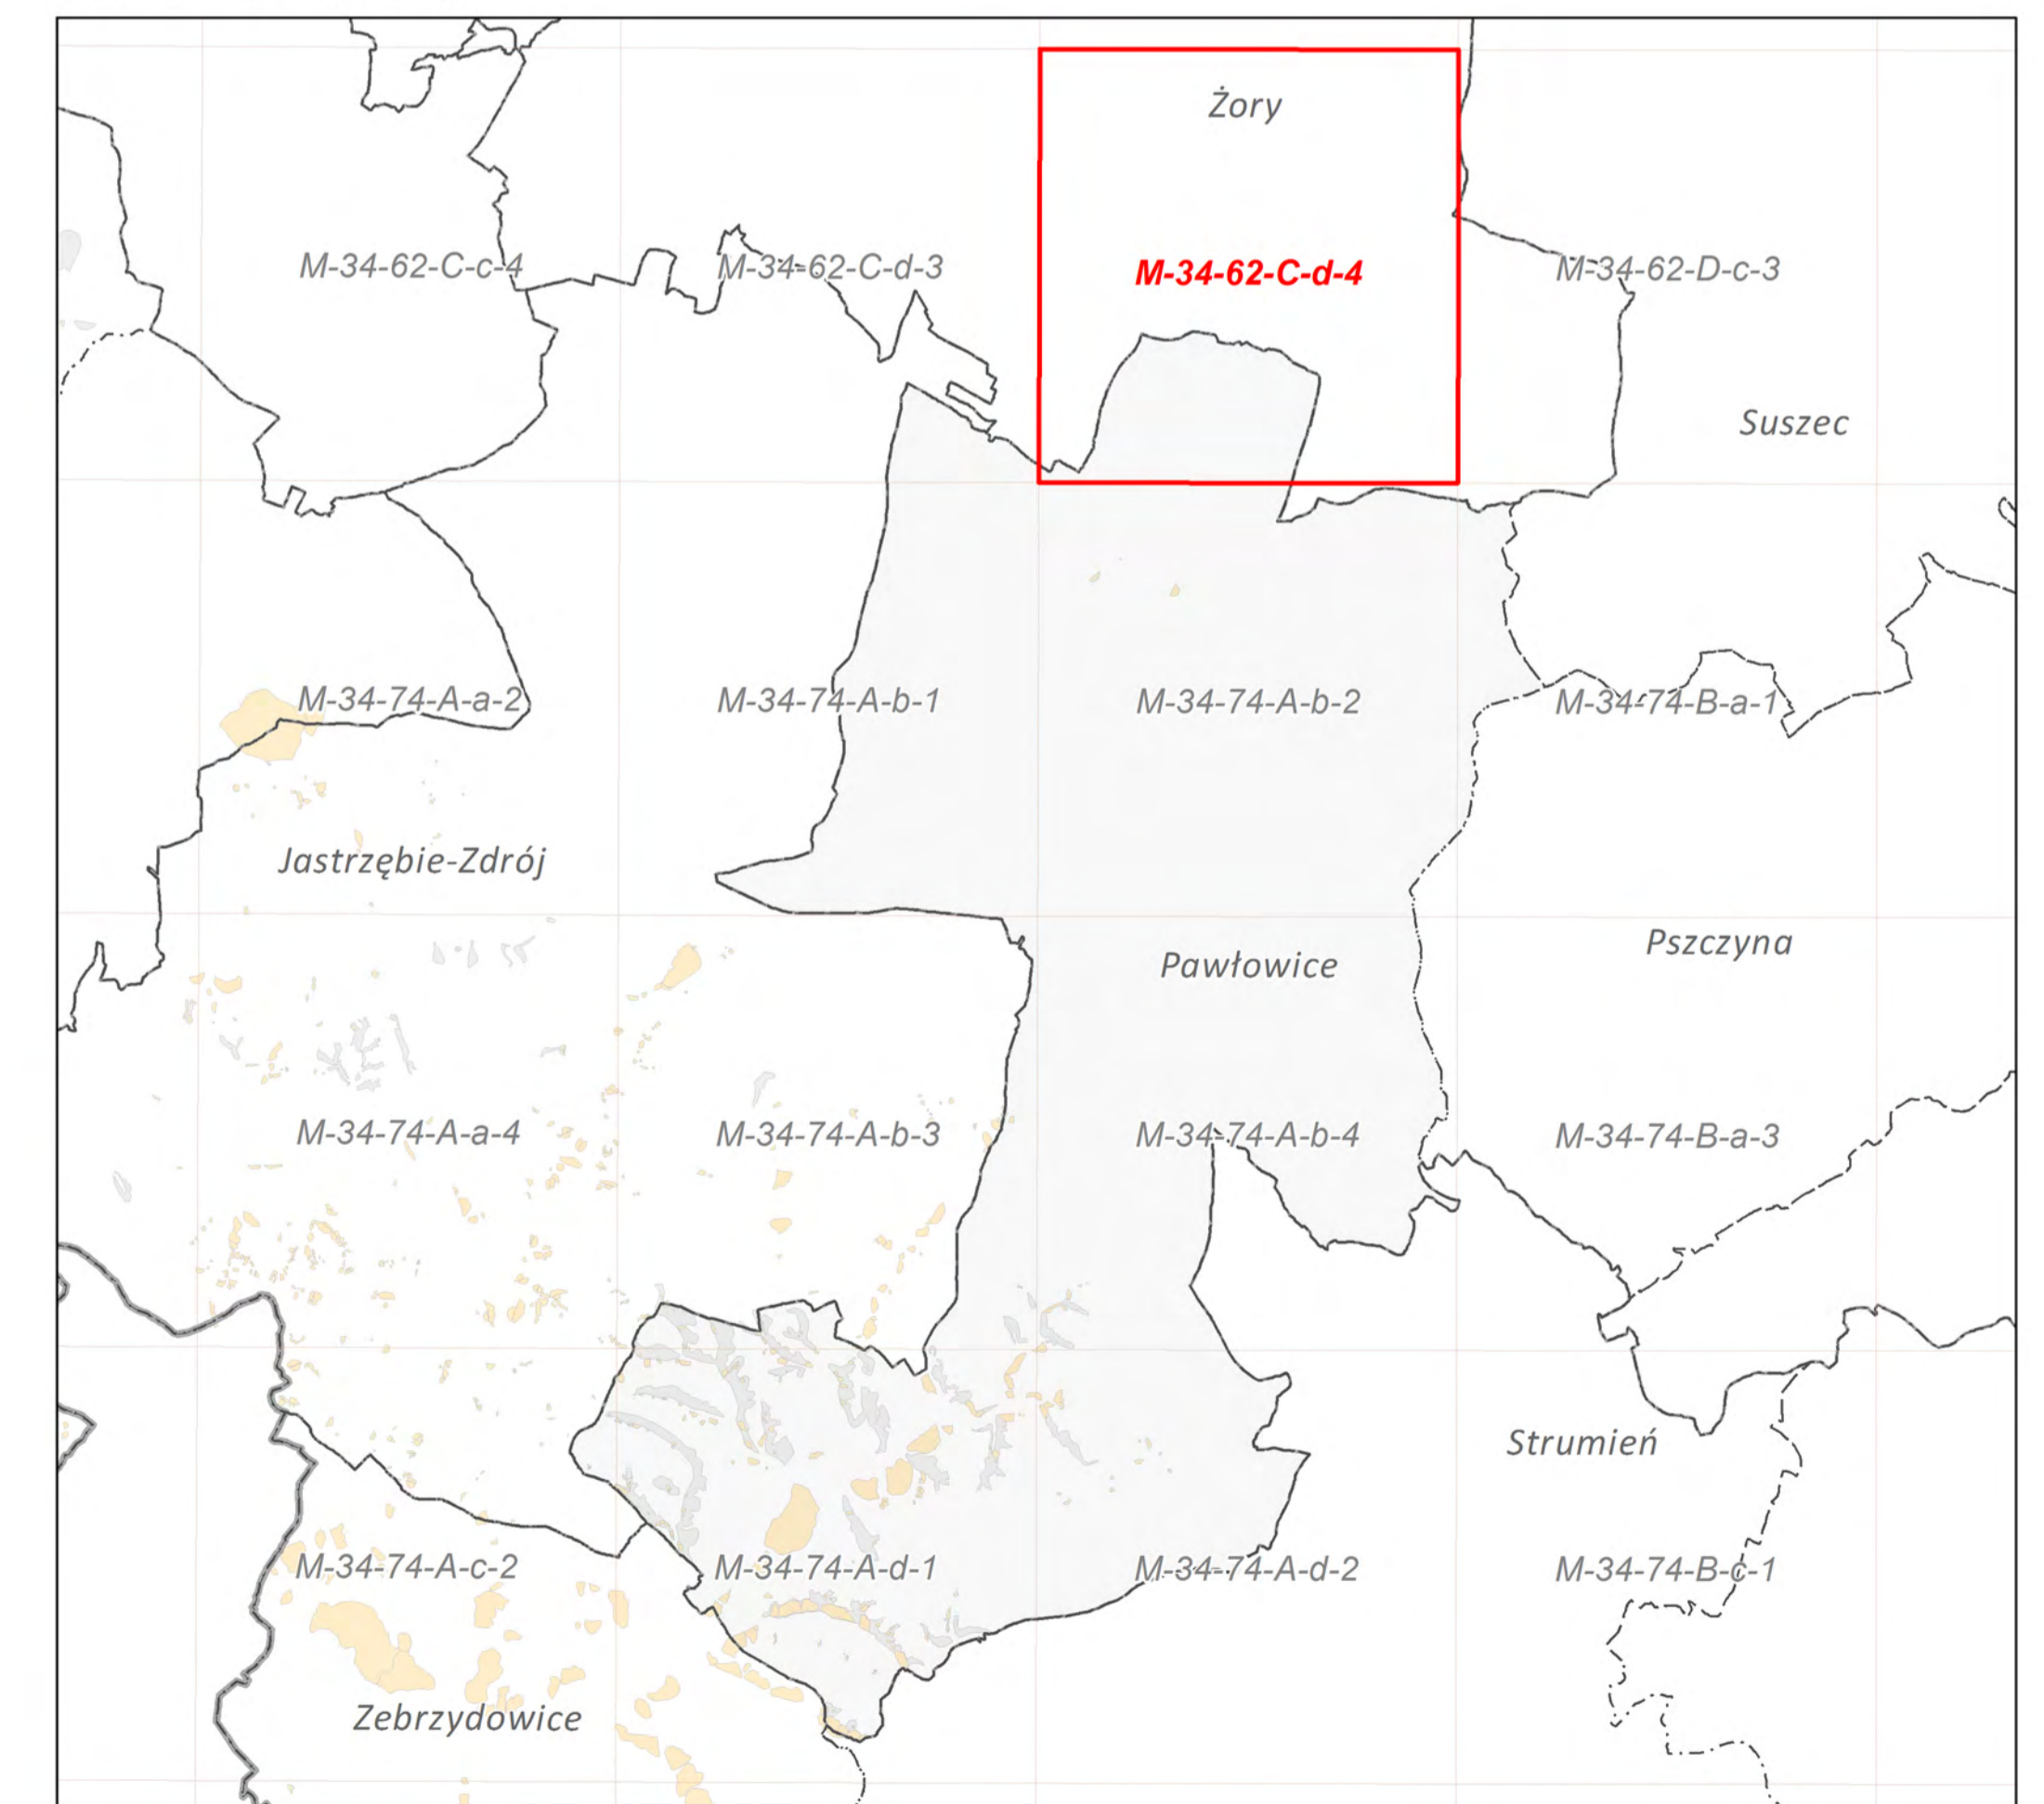 Żory
M-34-62-C-c-4
M-34-62-C-d-3
M-34-62-C-d-4
M-34-62-D-c-3
Suszec
M-34-74-A-a-2
M-34-74-A-b-1
M-34-74-A-b-2
M-34-74-B-a-1
Jastrzębie-Zdrój
Pawłowice
Pszczyna
M-34-74-A-a-4
M-34-74-A-b-3
M-34-74-A-b-4
M-34-74-B-a-3
Strumień
M-34-74-A-c-2
M-34-74-A-d-1
M-34-74-A-d-2
M-34-74-B-c-1
Zebrzydowice